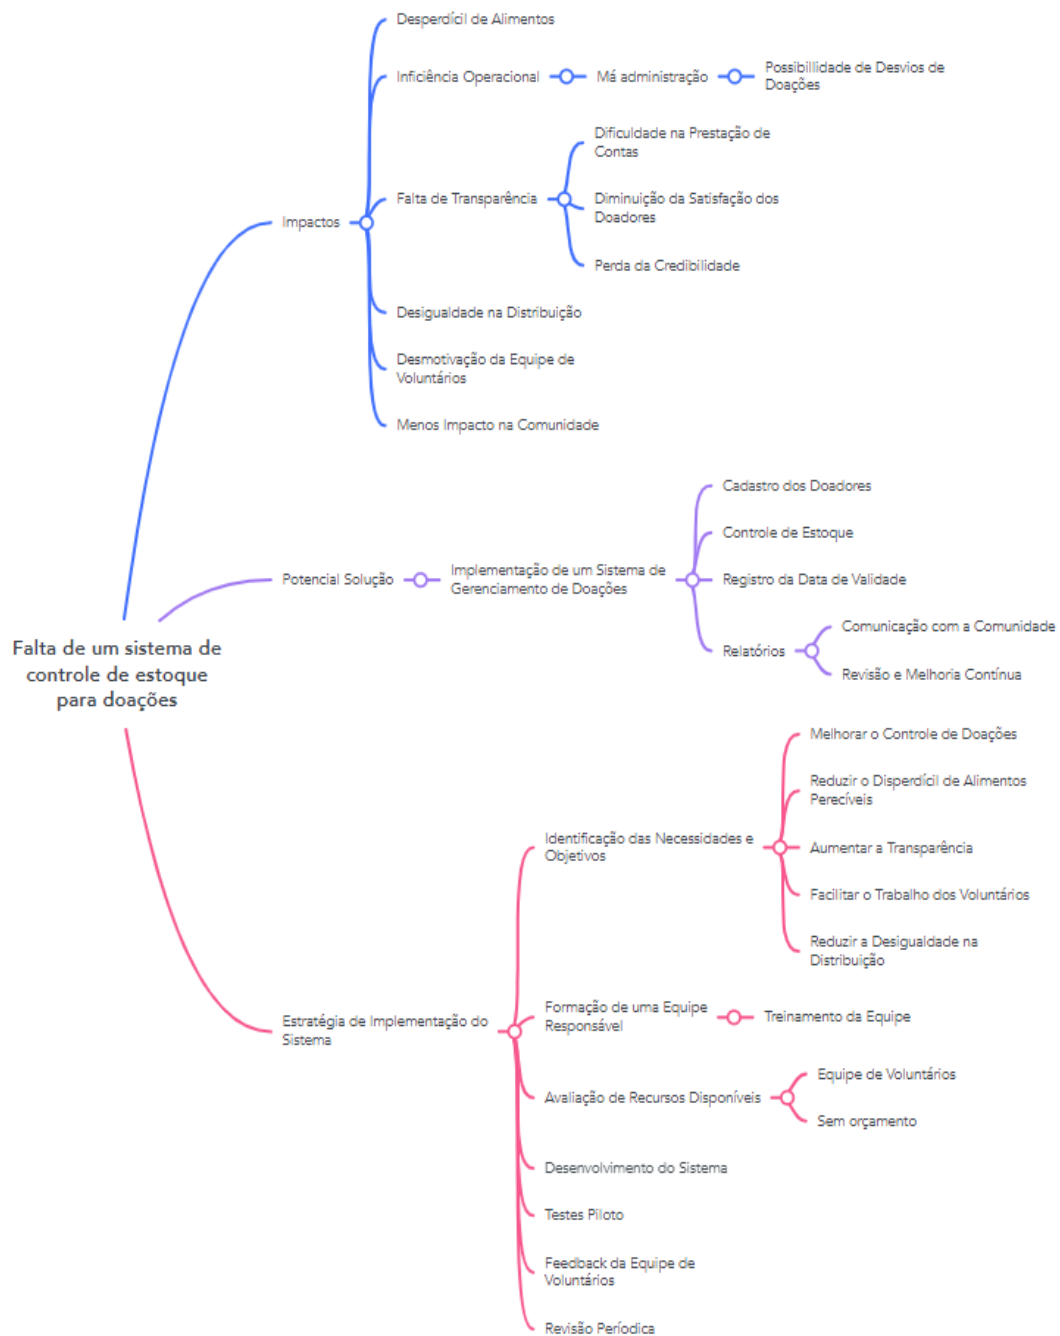 Desperdícil de Alimentos
Inficiência Operacional
Má administração
Possibillidade de Desvios de
Doações
Dificuldade na Prestação de
Contas
Falta de Transparência
Diminuição da Satisfação dos
Doadores
Impactos
Perda da Credibilidade
Desigualdade na Distribuição
Desmotivação da Equipe de
Voluntários
Menos Impacto na Comunidade
Cadastro dos Doadores
Controle de Estoque
Potencial Solução
Implementação de um Sistema de
Gerenciamento de Doações
Registro da Data de Validade
Comunicação com a Comunidade
Relatórios
Revisão e Melhoria Contínua
Falta de um sistema de
controle de estoque
para doações
Melhorar o Controle de Doações
Reduzir o Disperdícil de Alimentos
Perecíveis
Identificação das Necessidades e
Objetivos
Aumentar a Transparência
Facilitar o Trabalho dos Voluntários
Reduzir a Desigualdade na
Distribuição
Estratégia de Implementação do
Sistema
Formação de uma Equipe
Responsável
Treinamento da Equipe
Avaliação de Recursos Disponíveis
Equipe de Voluntários
Sem orçamento
Desenvolvimento do Sistema
Testes Piloto
Feedback da Equipe de
Voluntários
Revisão Períodica